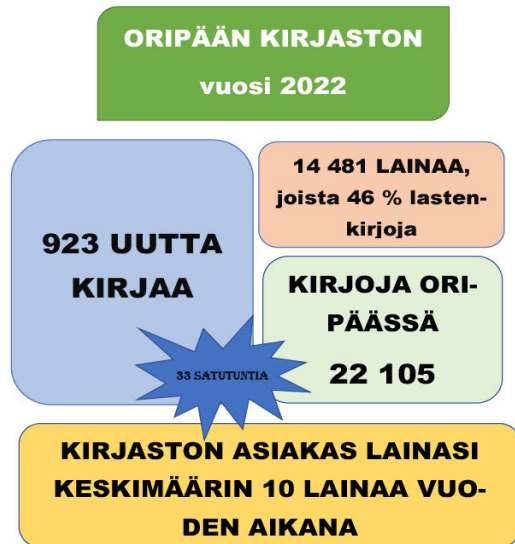 ORIPÄÄN KIRJASTON
vuosi 2022
923 UUTTA
KIRJAA
14 481 LAINAA,
joista 46 % lasten-
kirjoja
KIRJOJA ORI-
PÄÄSSÄ
22 105
33 SATUTUNTIA
KIRJASTON ASIAKAS LAINASI
KESKIMÄÄRIN 10 LAINAA VUO-
DEN AIKANA